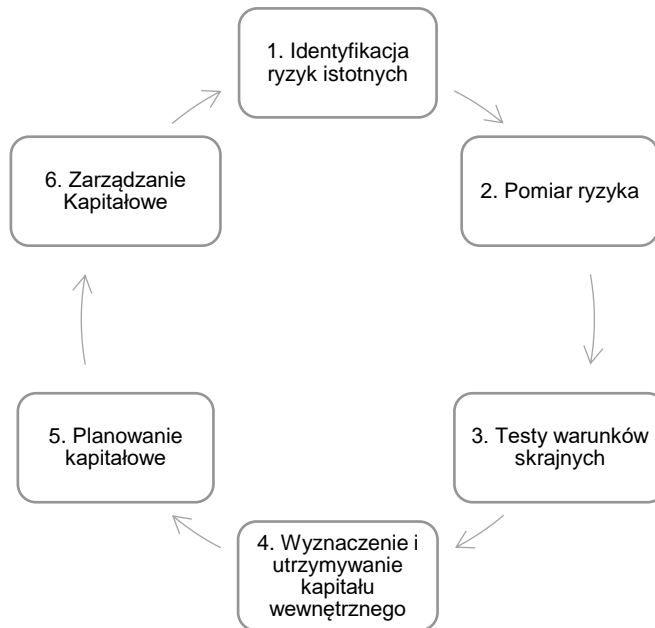 1. Identyfikacja
ryzyk istotnych
2. Pomiar ryzyka
3. Testy warunków
skrajnych
4. Wyznaczenie i
utrzymywanie
kapitału
wewnętrznego
5. Planowanie
kapitałowe
6. Zarządzanie
Kapitałowe